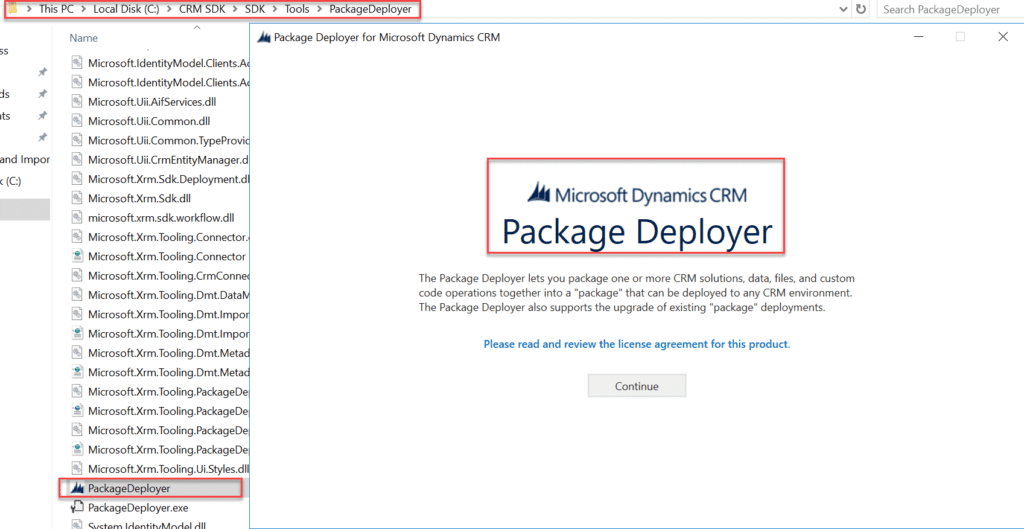 This PC > Local Disk (C:) > CRM SDK > SDK > Tools > PackageDeployer
Search PackageDeployer
ss
ds
ts
and Impor
k (C:)
Name
Microsoft.IdentityModel.Clients.Ac
Microsoft.IdentityModel.Clients.Ac
Microsoft.Uii.AifServices.dll
Microsoft.Uii.Common.dll
Microsoft.Uii.Common.TypeProvic
Microsoft.Uii.CrmEntityManager.d
Microsoft.Xrm.Sdk.Deployment.dl
Microsoft.Xrm.Sdk.dll
microsoft.xrm.sdk.workflow.dll
Microsoft.Xrm.Tooling.Connector.
Microsoft.Xrm.Tooling.Connector
Microsoft.Xrm.Tooling.CrmConnec
Microsoft.Xrm.Tooling.Dmt.DataM
Microsoft.Xrm.Tooling.Dmt.Impor
Microsoft.Xrm.Tooling.Dmt.Impor
Microsoft.Xrm.Tooling.Dmt.Metad
Microsoft.Xrm.Tooling.Dmt.Metad
Microsoft.Xrm.Tooling.PackageDep
Microsoft.Xrm.Tooling.PackageDep
Microsoft.Xrm.Tooling.PackageDep
Microsoft.Xrm.Tooling.PackageDep
Microsoft.Xrm.Tooling.Ui.Styles.dll
PackageDeployer
PackageDeployer.exe
System.IdentityModel.dll
Package Deployer for Microsoft Dynamics CRM
Microsoft Dynamics CRM
Package Deployer
The Package Deployer lets you package one or more CRM solutions, data, files, and custom
code operations together into a "package" that can be deployed to any CRM environment.
The Package Deployer also supports the upgrade of existing "package" deployments.
Please read and review the license agreement for this product.
Continue